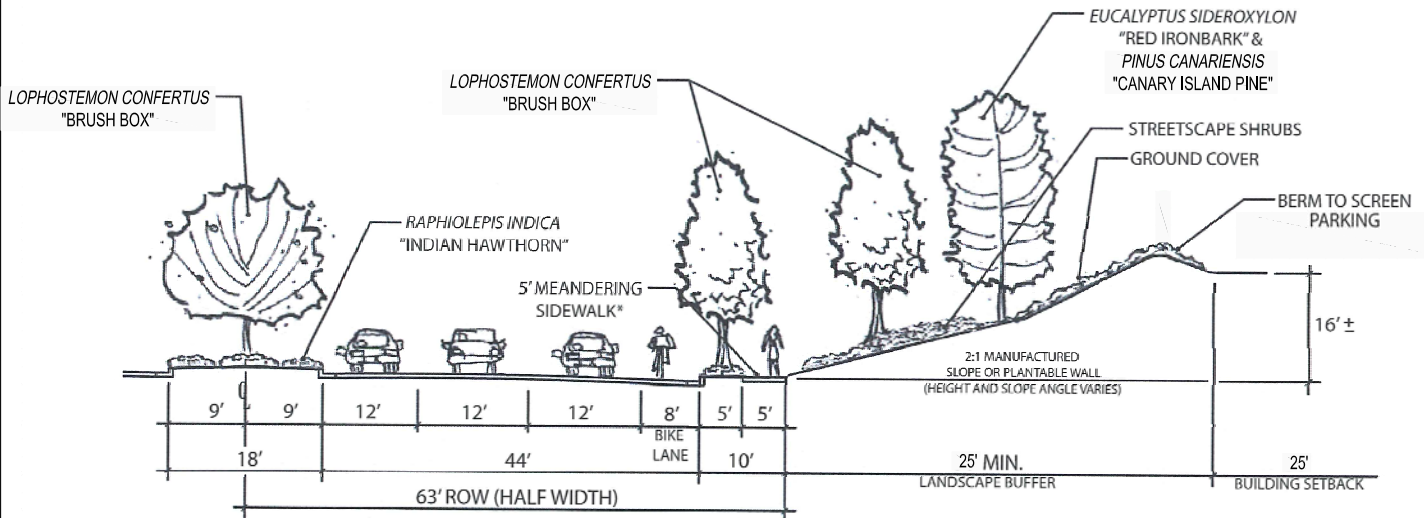 EUCALYPTUS SIDEROXYLON
"RED IRONBARK" &
PINUS CANARIENSIS
"CANARY ISLAND PINE"
LOPHOSTEMON CONFERTUS
"BRUSH BOX"
LOPHOSTEMON CONFERTUS
"BRUSH BOX"
STREETSCAPE SHRUBS
GROUND COVER
BERM TO SCREEN
PARKING
RAPHIOLEPIS INDICA
"INDIAN HAWTHORN"
5' MEANDERING
SIDEWALK*
16' ±
2:1 MANUFACTURED
SLOPE OR PLANTABLE WALL
(HEIGHT AND SLOPE ANGLE VARIES)
9' 9' 12' 12' 12' 8' 5' 5'
BIKE
LANE
18' 44' 10' 25' MIN. 25'
LANDSCAPE BUFFER BUILDING SETBACK
63' ROW (HALF WIDTH)